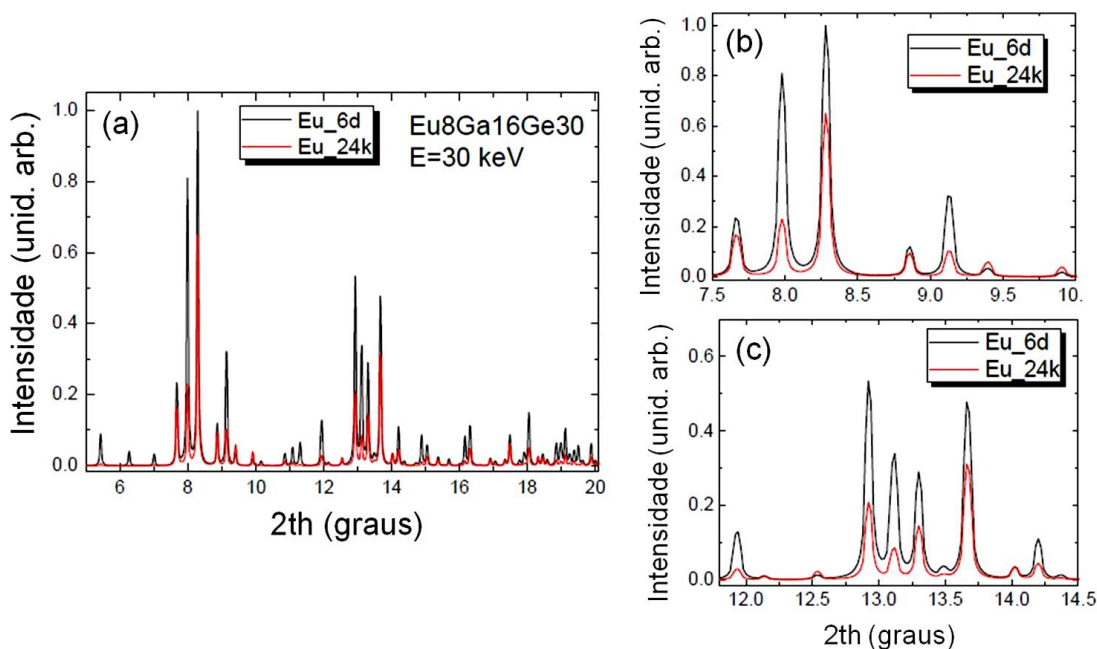 (a)
Eu_6d
Eu_24k
Eu8Ga16Ge30
E=30 keV
Intensidade (unid. arb.)
1.0
0.8
0.6
0.4
0.2
0.0
6 8 10 12 14 16 18 20
2th (graus)
(b)
Eu_6d
Eu_24k
Intensidade (unid. arb.)
1.0
0.8
0.6
0.4
0.2
0.0
7.5 8.0 8.5 9.0 9.5 10.
(c)
Eu_6d
Eu_24k
Intensidade (unid. arb.)
0.6
0.4
0.2
0.0
12.0 12.5 13.0 13.5 14.0 14.5
2th (graus)